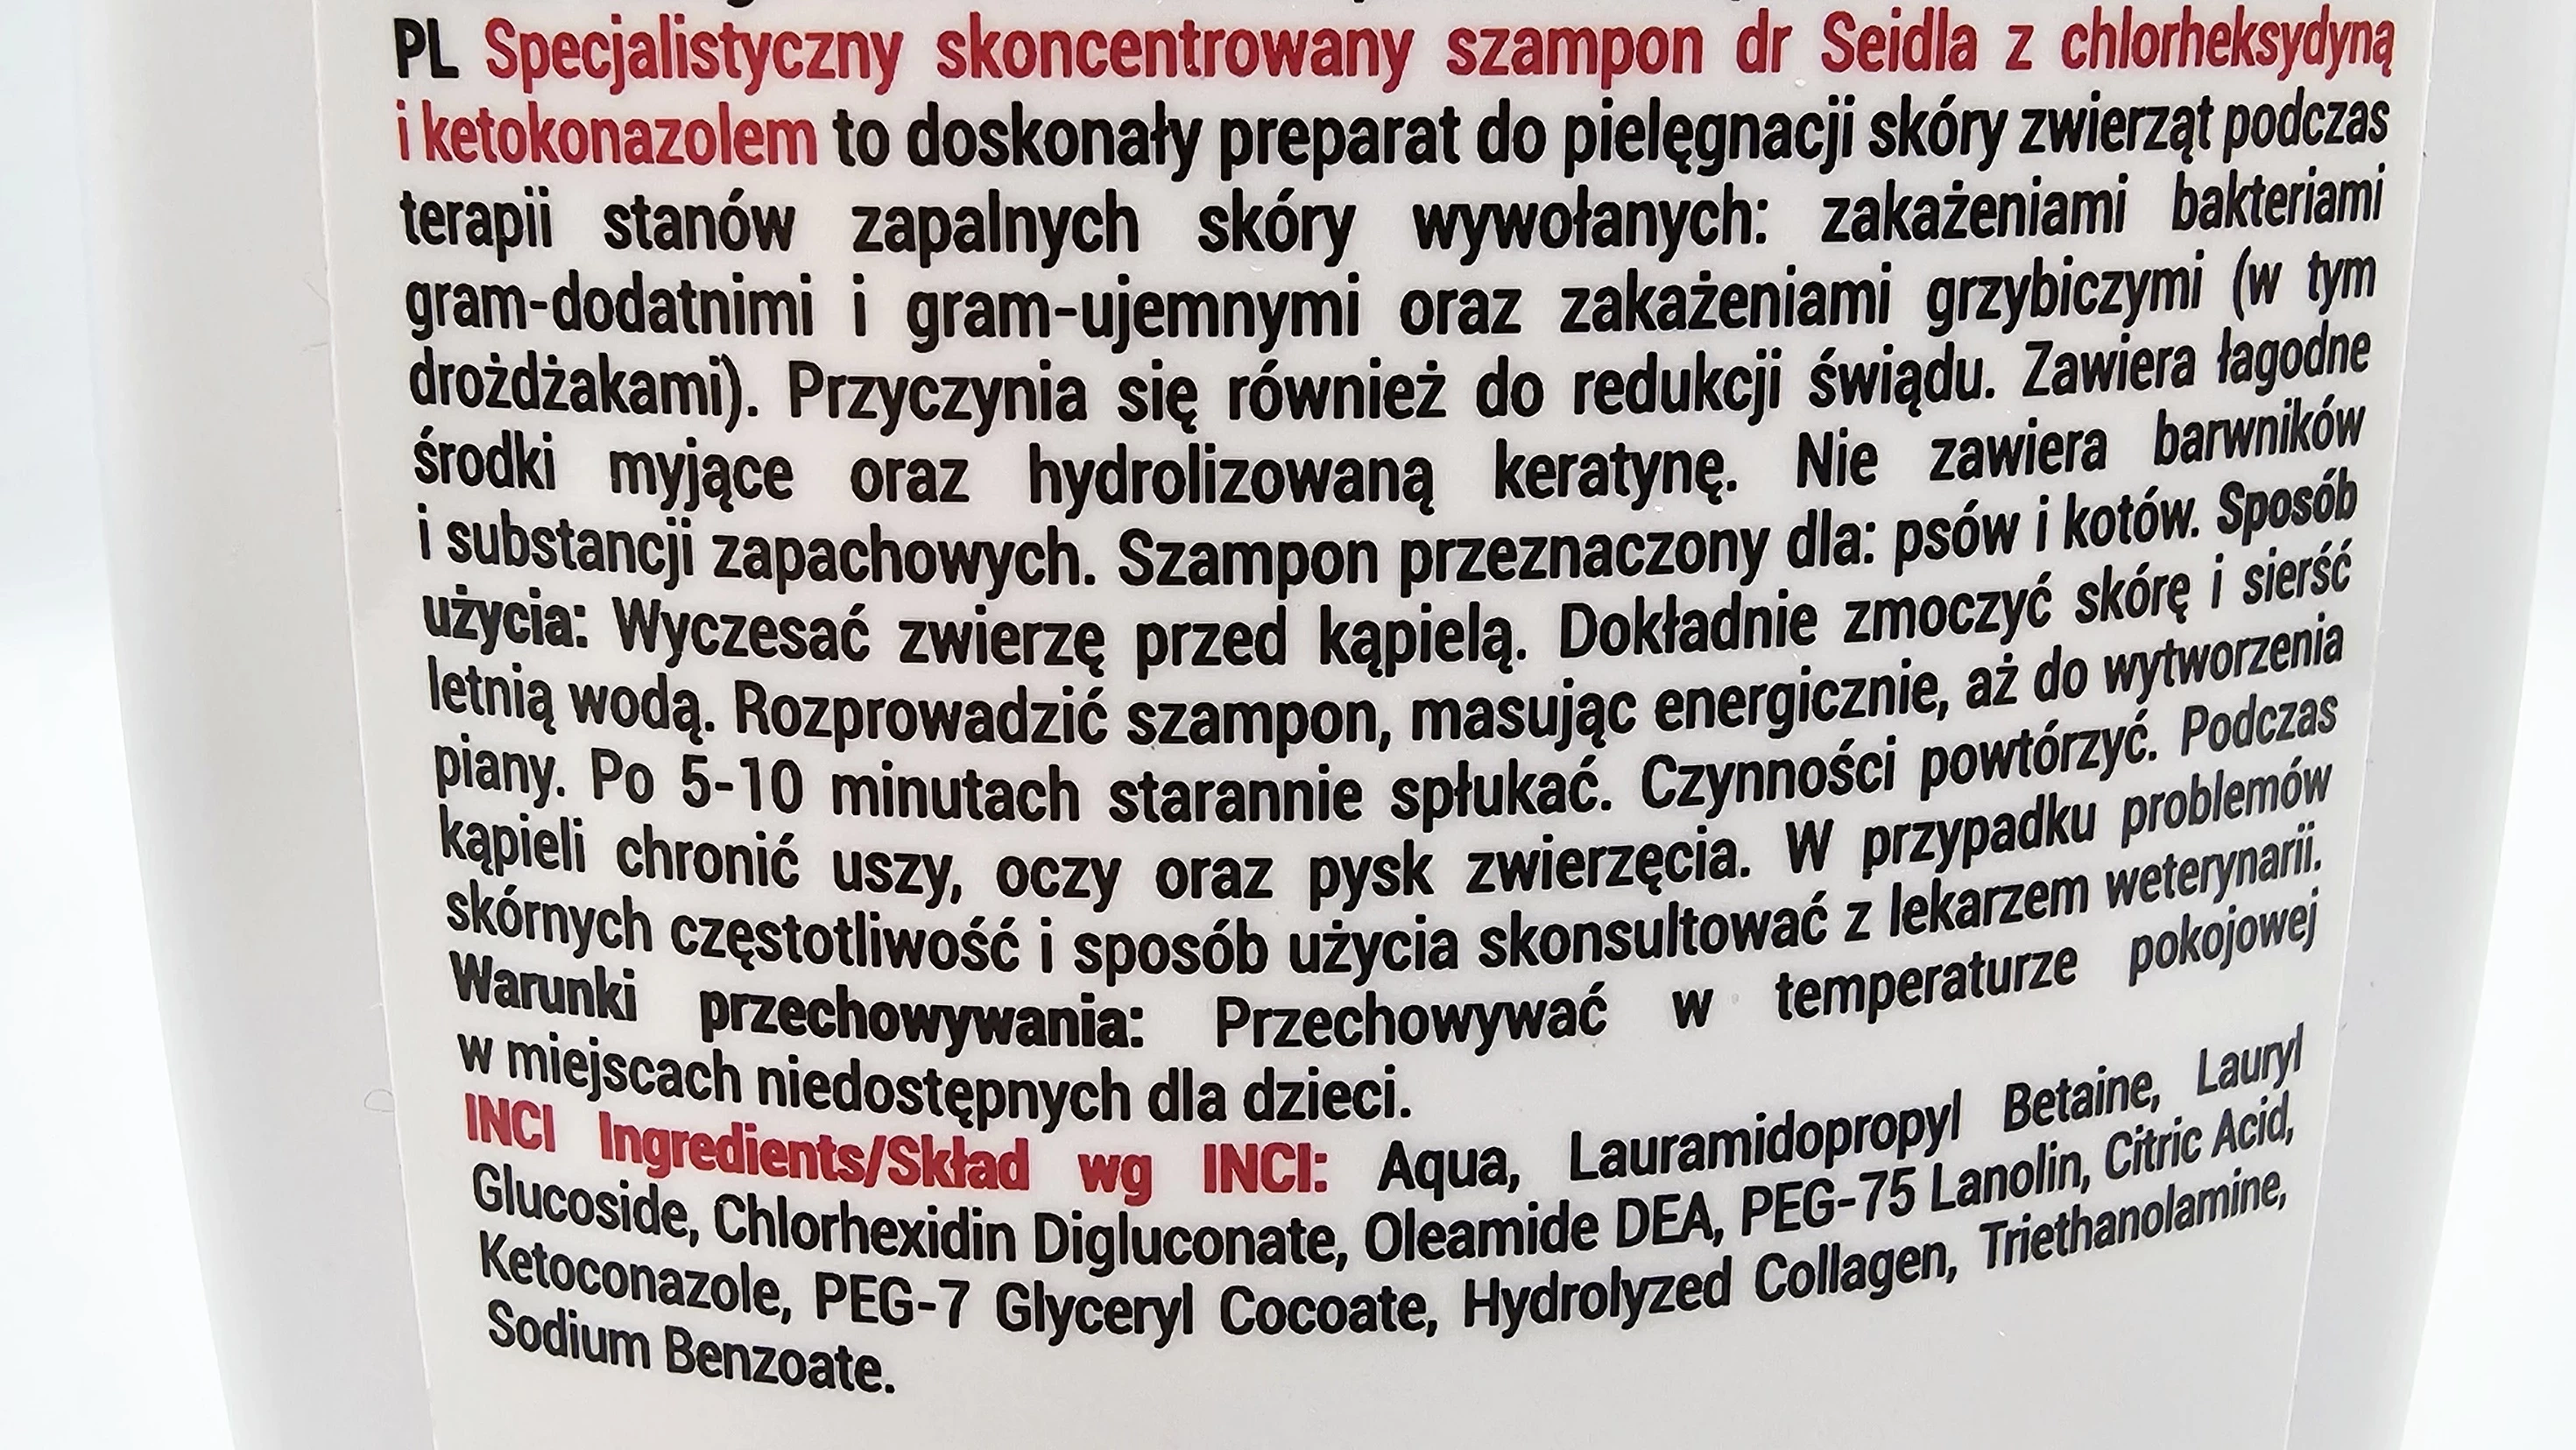 PL Specjalistyczny skoncentrowany szampon dr Seidla z chlorheksydyną
i ketokonazolem to doskonały preparat do pielęgnacji skóry zwierząt podczas
terapii stanów zapalnych skóry wywołanych: zakażeniami bakteriami
gram-dodatnimi i gram-ujemnymi oraz zakażeniami grzybiczymi (w tym
drożdżakami). Przyczynia się również do redukcji świądu. Zawiera łagodne
środki myjące oraz hydrolizowaną keratynę. Nie zawiera barwników
i substancji zapachowych. Szampon przeznaczony dla: psów i kotów. Sposób
użycia: Wyczesać zwierzę przed kąpielą. Dokładnie zmoczyć skórę i sierść
letnią wodą. Rozprowadzić szampon, masując energicznie, aż do wytworzenia
piany. Po 5-10 minutach starannie spłukać. Czynności powtórzyć. Podczas
kąpieli chronić uszy, oczy oraz pysk zwierzęcia. W przypadku problemów
skórnych częstotliwość i sposób użycia skonsultować z lekarzem weterynarii.
Warunki przechowywania: Przechowywać w temperaturze pokojowej
w miejscach niedostępnych dla dzieci.
INCI Ingredients/Skład wg INCI: Aqua, Lauramidopropyl Betaine, Lauryl
Glucoside, Chlorhexidin Digluconate, Oleamide DEA, PEG-75 Lanolin, Citric Acid,
Ketoconazole, PEG-7 Glyceryl Cocoate, Hydrolyzed Collagen, Triethanolamine,
Sodium Benzoate.